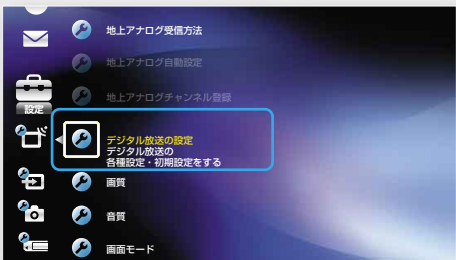 地上アナログ受信方法
地上アナログ自動設定
地上アナログチャンネル登録
設定
デジタル放送の設定
デジタル放送の
各種設定・初期設定をする
画質
音質
画面モード